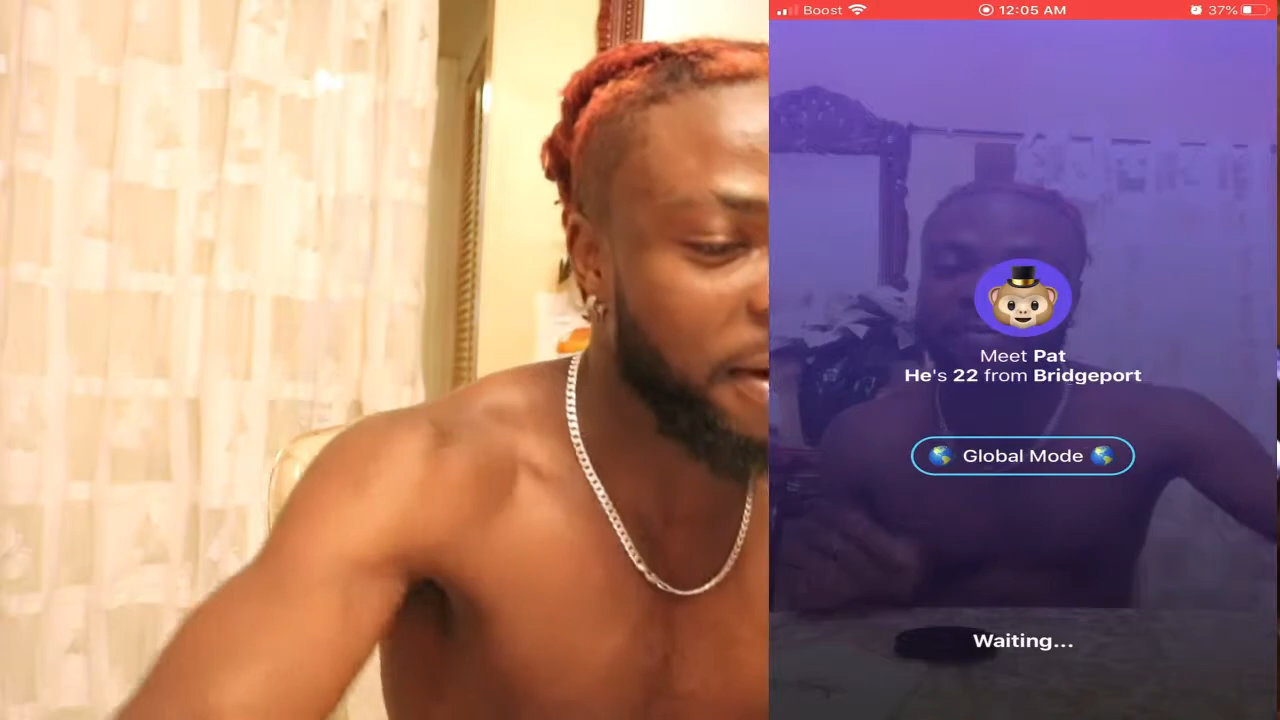 Boost 12:05 AM 37%
Meet Pat
He's 22 from Bridgeport
Global Mode
Waiting...